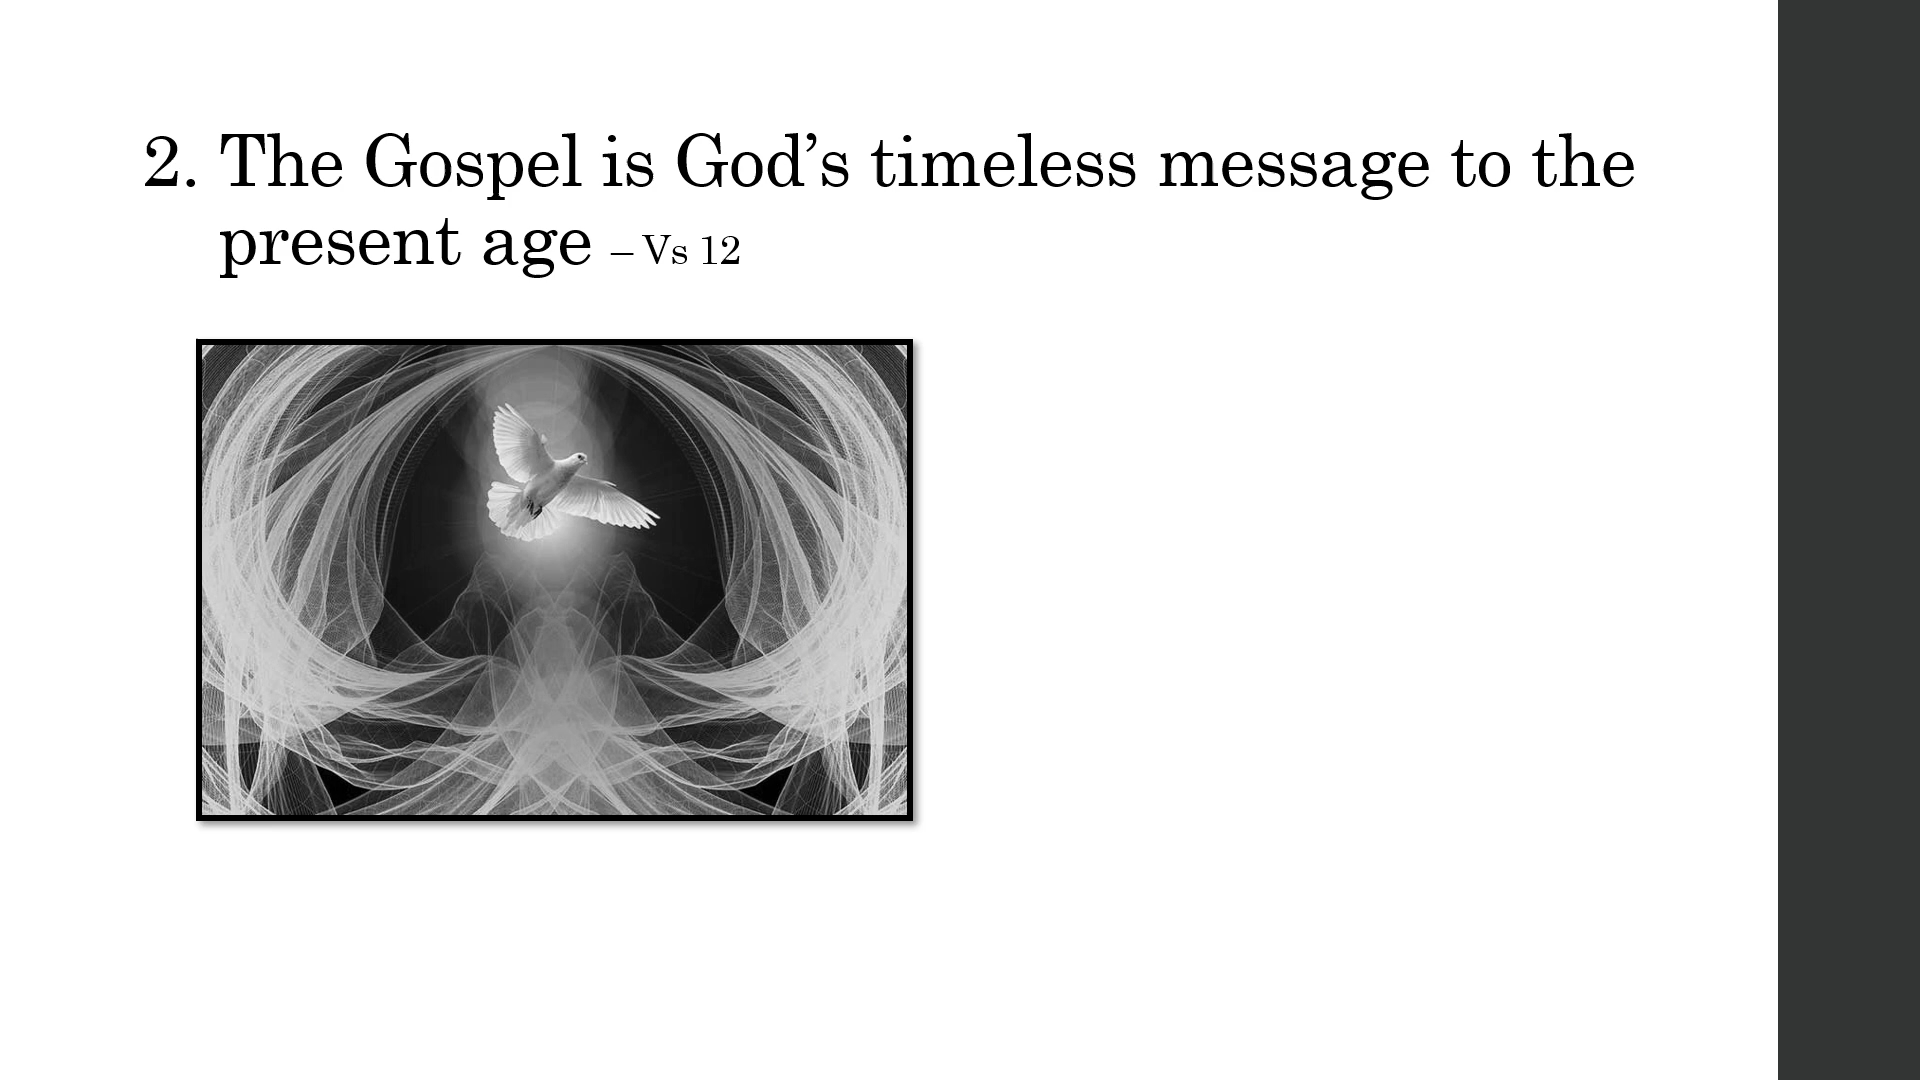 2. The Gospel is God’s timeless message to the
present age – Vs 12